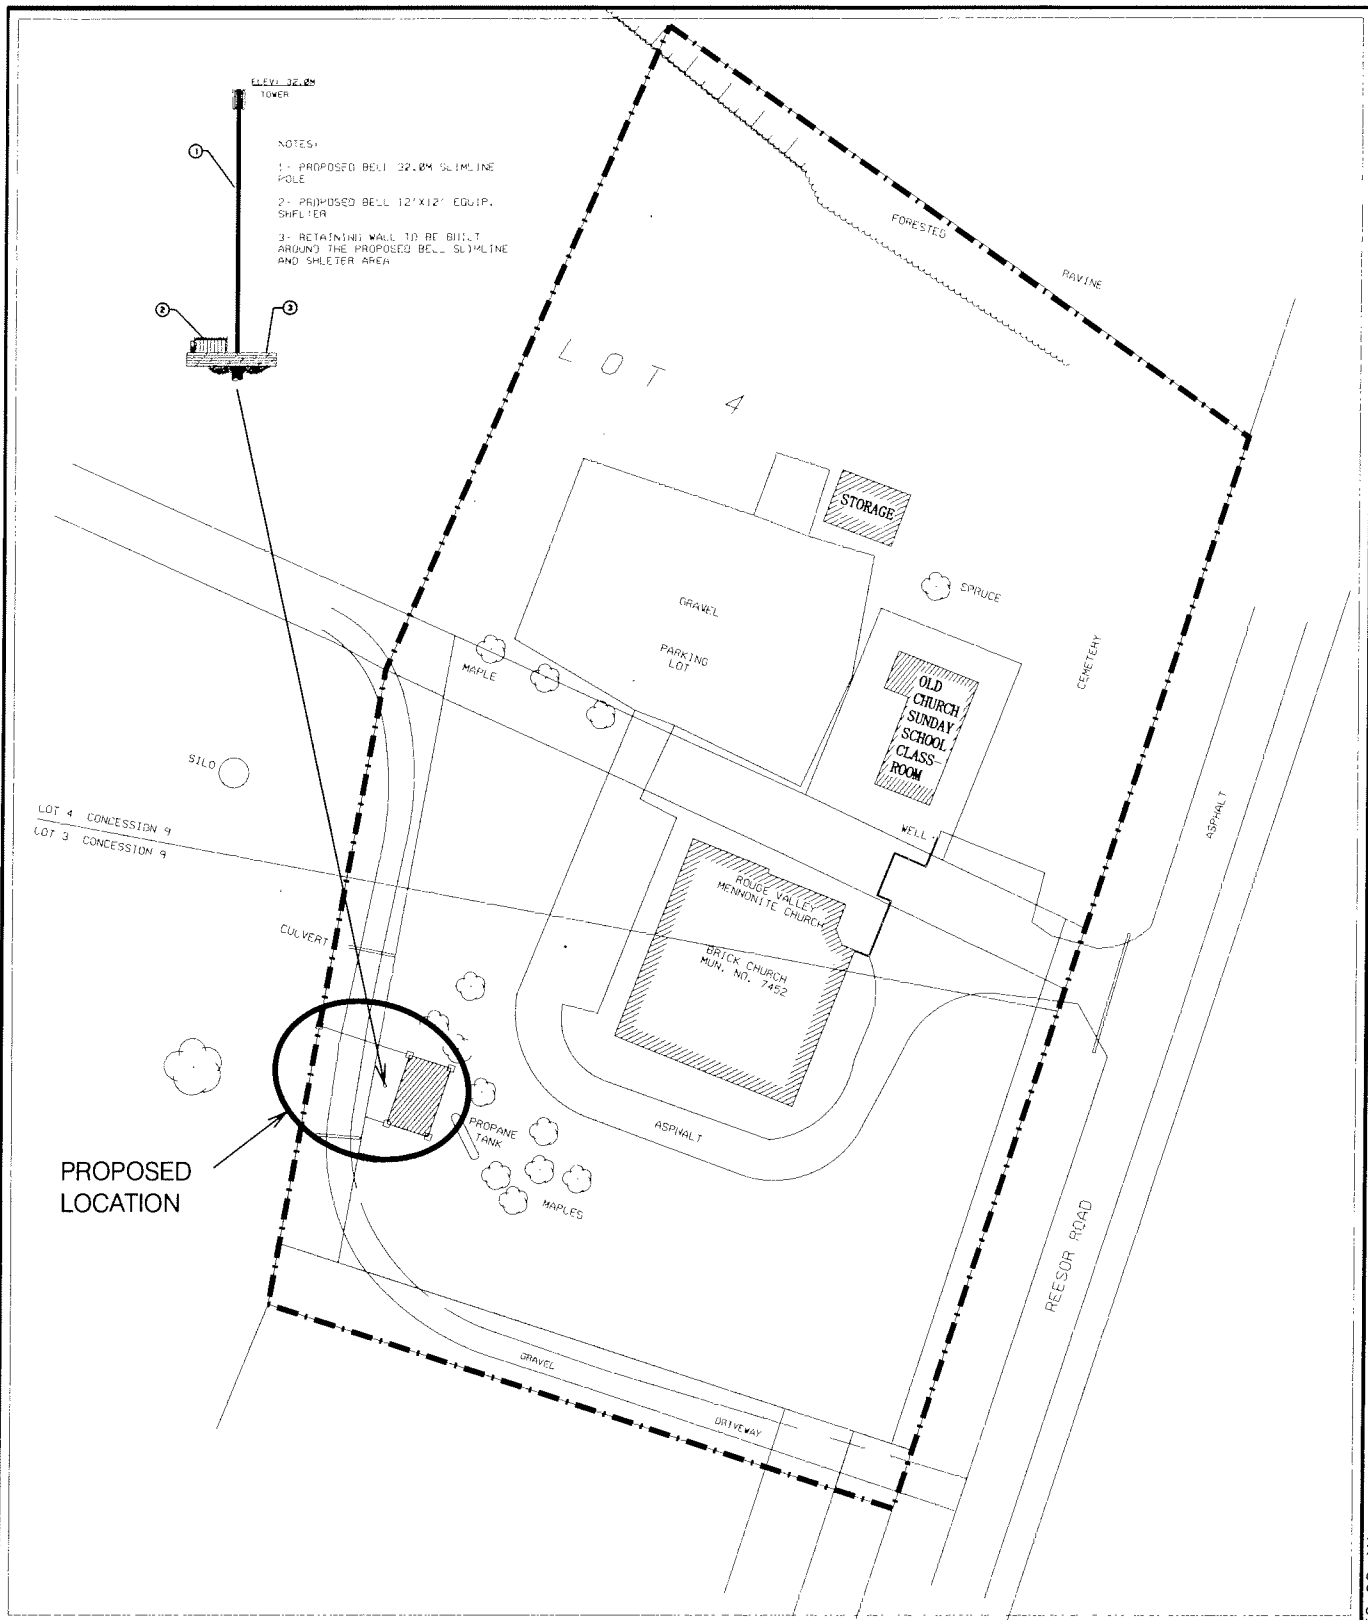 ELEV: 32.0M
TOWER
1
NOTES:
1- PROPOSED BELL 32.0M SLIMLINE
POLE
2- PROPOSED BELL 12'X12' EQUIP.
SHELTER
3- RETAINING WALL TO BE BUILT
AROUND THE PROPOSED BELL SLIMLINE
AND SHLETER AREA
2
3
FORESTED
RAVINE
LOT 4
STORAGE
SPRUCE
GRAVEL
PARKING
LOT
MAPLE
CEMETERY
OLD
CHURCH
SUNDAY
SCHOOL
CLASS-
ROOM
SILO
LOT 4 CONCESSION 9
LOT 3 CONCESSION 9
ASPHALT
WELL
ROUGE VALLEY
MENNONITE CHURCH
CULVERT
BRICK CHURCH
MUN. NO. 7452
PROPANE
TANK
ASPHALT
PROPOSED
LOCATION
MAPLES
REESOR ROAD
GRAVEL
DRIVEWAY